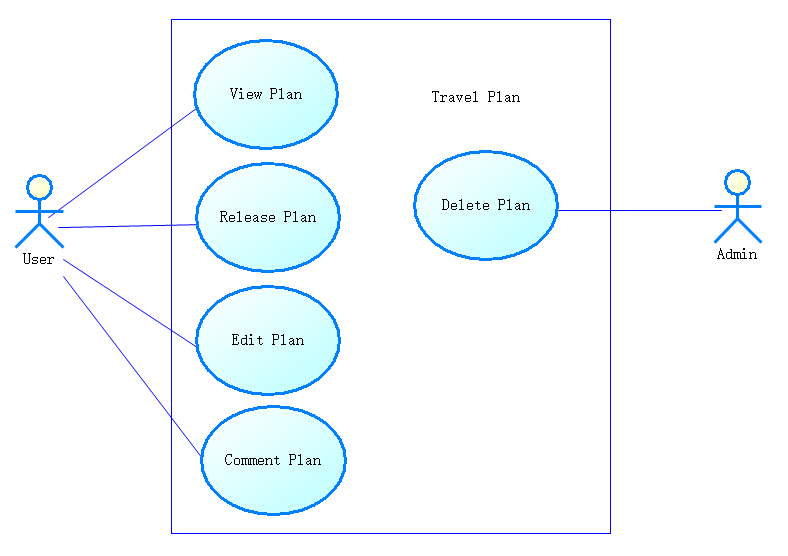 View Plan
Travel Plan
Release Plan
Delete Plan
User
Admin
Edit Plan
Comment Plan